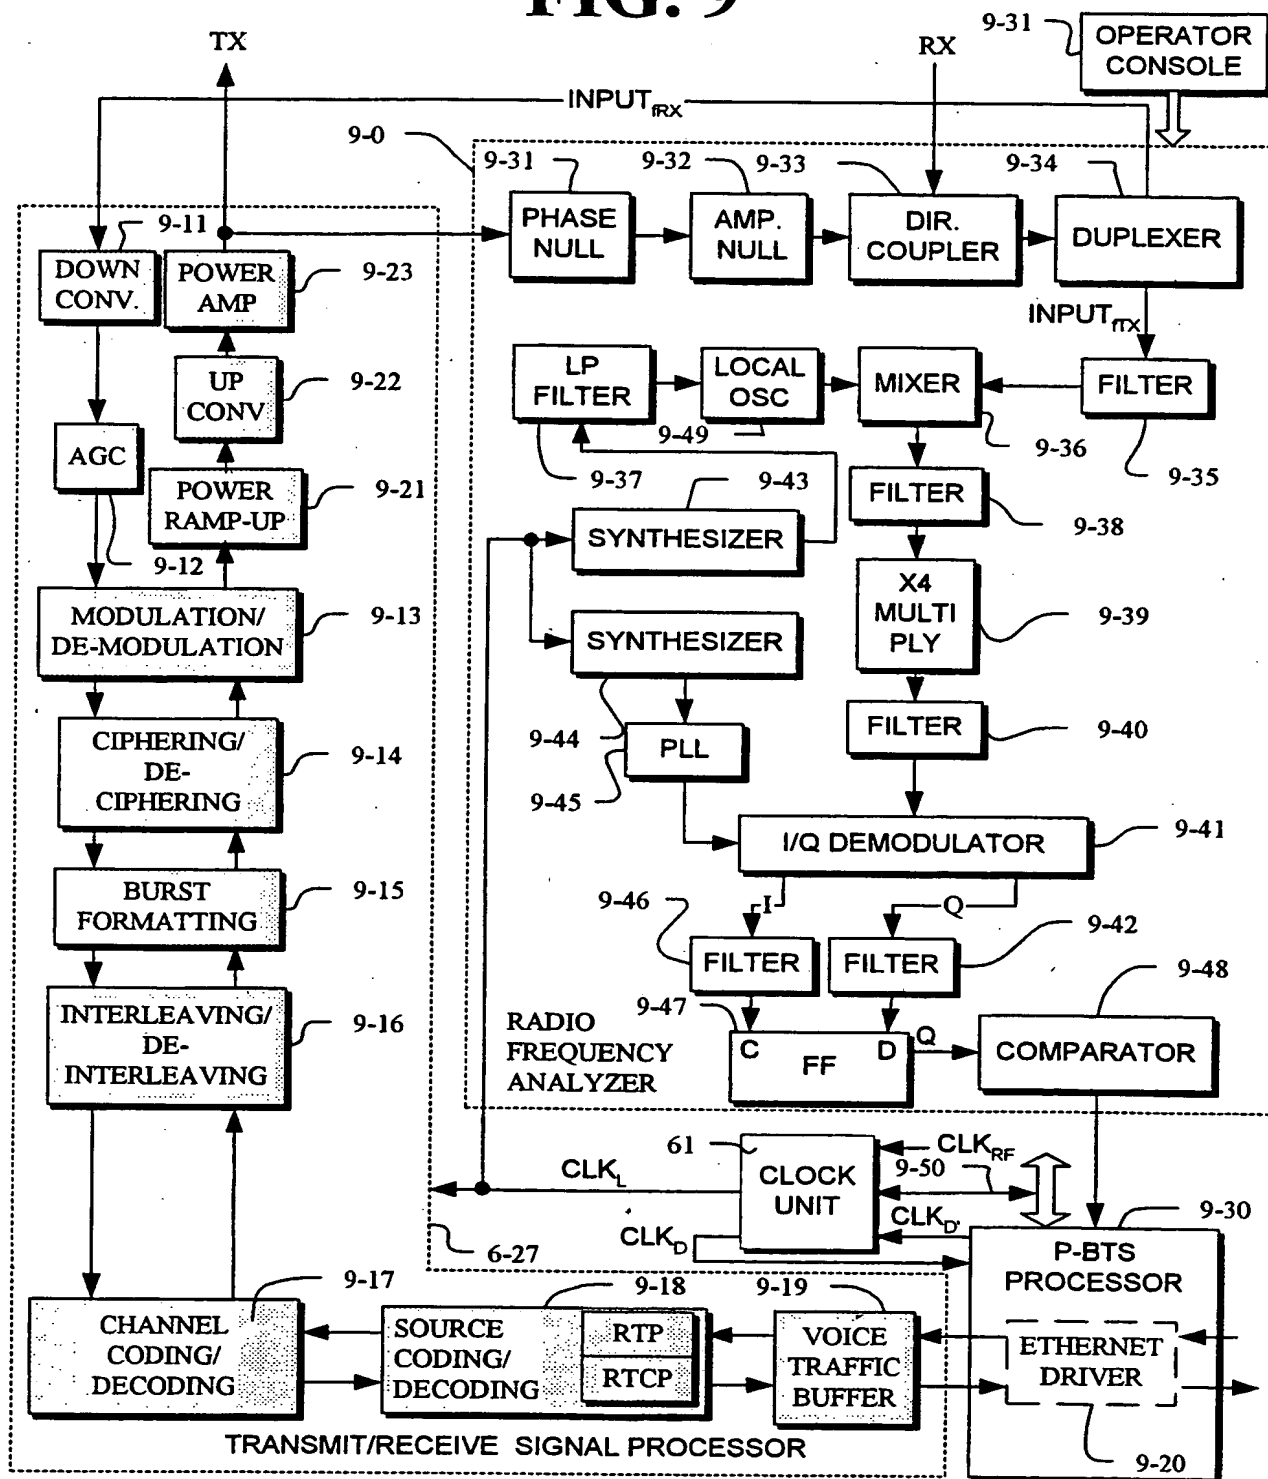 FIG. 9
TX
RX
9-31
OPERATOR
CONSOLE
INPUT_fRX
9-0
9-31
9-32
9-33
9-34
PHASE
NULL
AMP.
NULL
DIR.
COUPLER
DUPLEXER
9-11
DOWN
CONV.
POWER
AMP
9-23
INPUT_fTX
UP
CONV
9-22
LP
FILTER
LOCAL
OSC
MIXER
FILTER
9-49
9-36
9-35
AGC
POWER
RAMP-UP
9-21
9-37
9-43
FILTER
9-38
9-12
SYNTHESIZER
X4
MULTI
PLY
9-39
MODULATION/
DE-MODULATION
9-13
SYNTHESIZER
FILTER
9-40
CIPHERING/
DE-
CIPHERING
9-14
9-44
PLL
9-45
I/Q DEMODULATOR
9-41
BURST
FORMATTING
9-15
9-46
I
Q
9-42
FILTER
FILTER
9-48
INTERLEAVING/
DE-
INTERLEAVING
9-16
9-47
RADIO
FREQUENCY
ANALYZER
C
D
FF
Q
COMPARATOR
61
CLOCK
UNIT
CLK_RF
CLK_L
9-50
CLK_D
CLK_D'
9-30
6-27
P-BTS
PROCESSOR
9-17
9-18
9-19
CHANNEL
CODING/
DECODING
SOURCE
CODING/
DECODING
RTP
RTCP
VOICE
TRAFFIC
BUFFER
ETHERNET
DRIVER
TRANSMIT/RECEIVE SIGNAL PROCESSOR
9-20